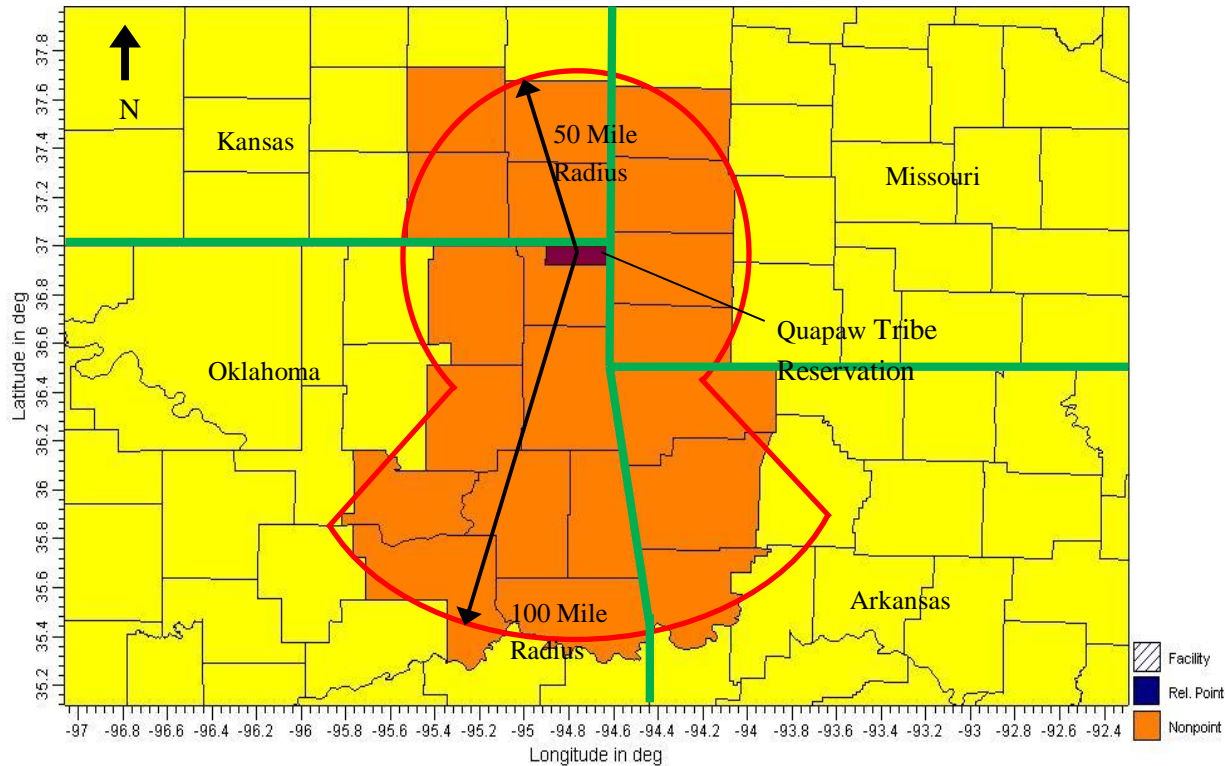 N
Kansas
50 Mile
Radius
Missouri
Oklahoma
Quapaw Tribe
Reservation
100 Mile
Radius
Arkansas
Latitude in deg
37.8
37.6
37.4
37.2
37
36.8
36.6
36.4
36.2
36
35.8
35.6
35.4
35.2
-97 -96.8 -96.6 -96.4 -96.2 -96 -95.8 -95.6 -95.4 -95.2 -95 -94.8 -94.6 -94.4 -94.2 -94 -93.8 -93.6 -93.4 -93.2 -93 -92.8 -92.6 -92.4
Longitude in deg
Facility
Rel. Point
Nonpoint